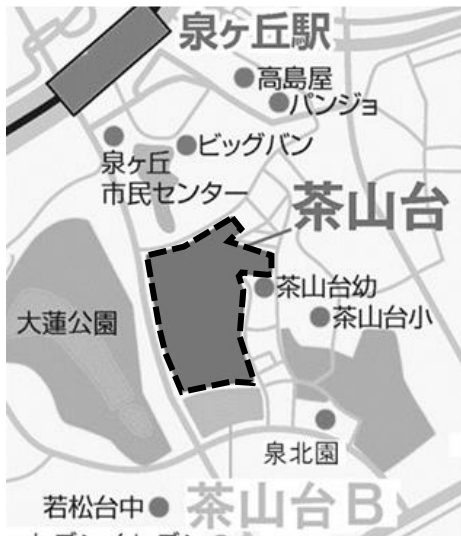 泉ヶ丘駅
高島屋
パンジョ
ビッグバン
泉ヶ丘
市民センター
茶山台
茶山台幼
大蓮公園
茶山台小
泉北園
若松台中
茶山台B